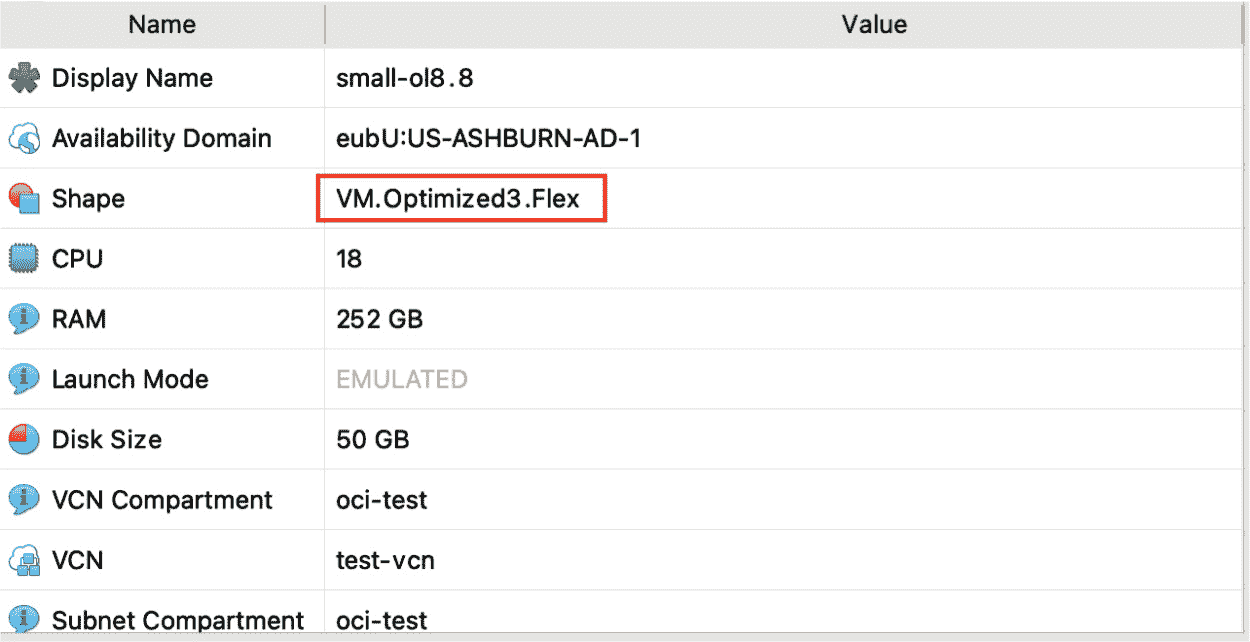 Name Value
Display Name small-ol8.8
Availability Domain eubU:US-ASHBURN-AD-1
Shape VM.Optimized3.Flex
CPU 18
RAM 252 GB
Launch Mode EMULATED
Disk Size 50 GB
VCN Compartment oci-test
VCN test-vcn
Subnet Compartment oci-test